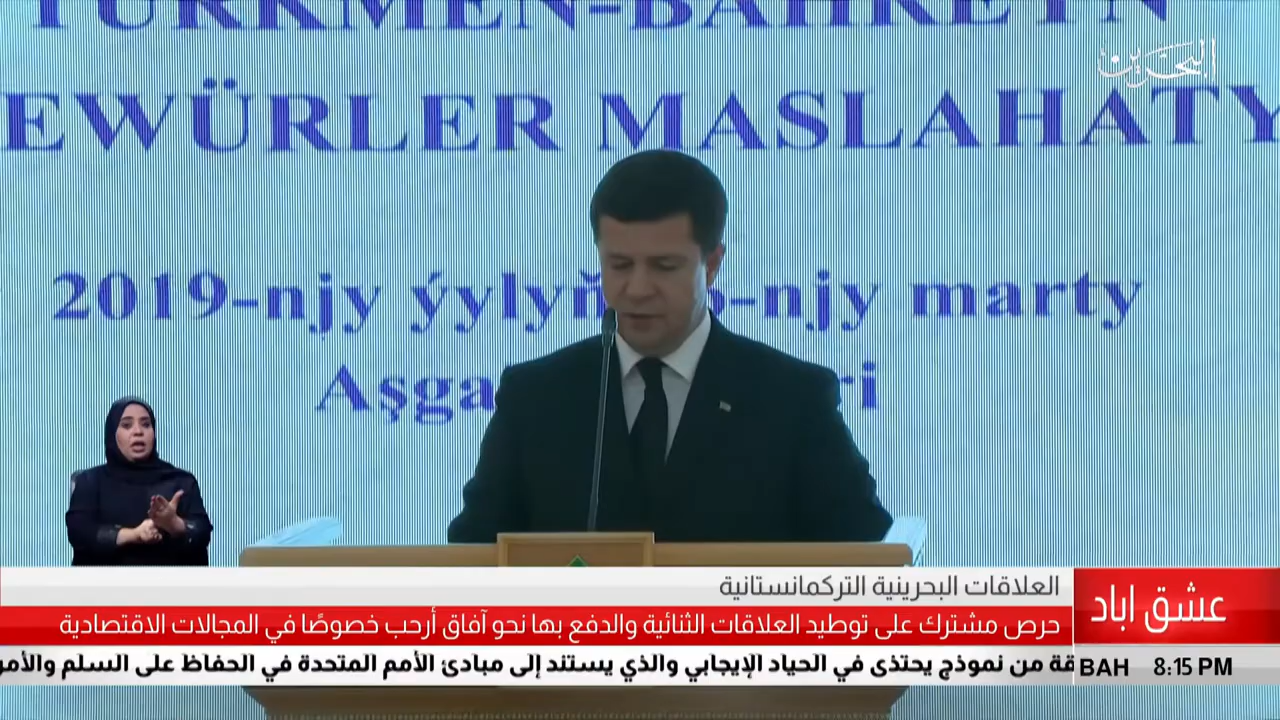 TÜRKMEN-BAHREÝN
EWÜRLER MASLAHATY
البحرين
2019-njy ýylyň -njy marty
Aşga
العلاقات البحرينية التركمانستانية
عشق اباد
حرص مشترك على توطيد العلاقات الثنائية والدفع بها نحو آفاق أرحب خصوصًا في المجالات الاقتصادية
قة من نموذج يحتذى في الحياد الإيجابي والذي يستند إلى مبادئ الأمم المتحدة في الحفاظ على السلم والأمن
BAH 8:15 PM